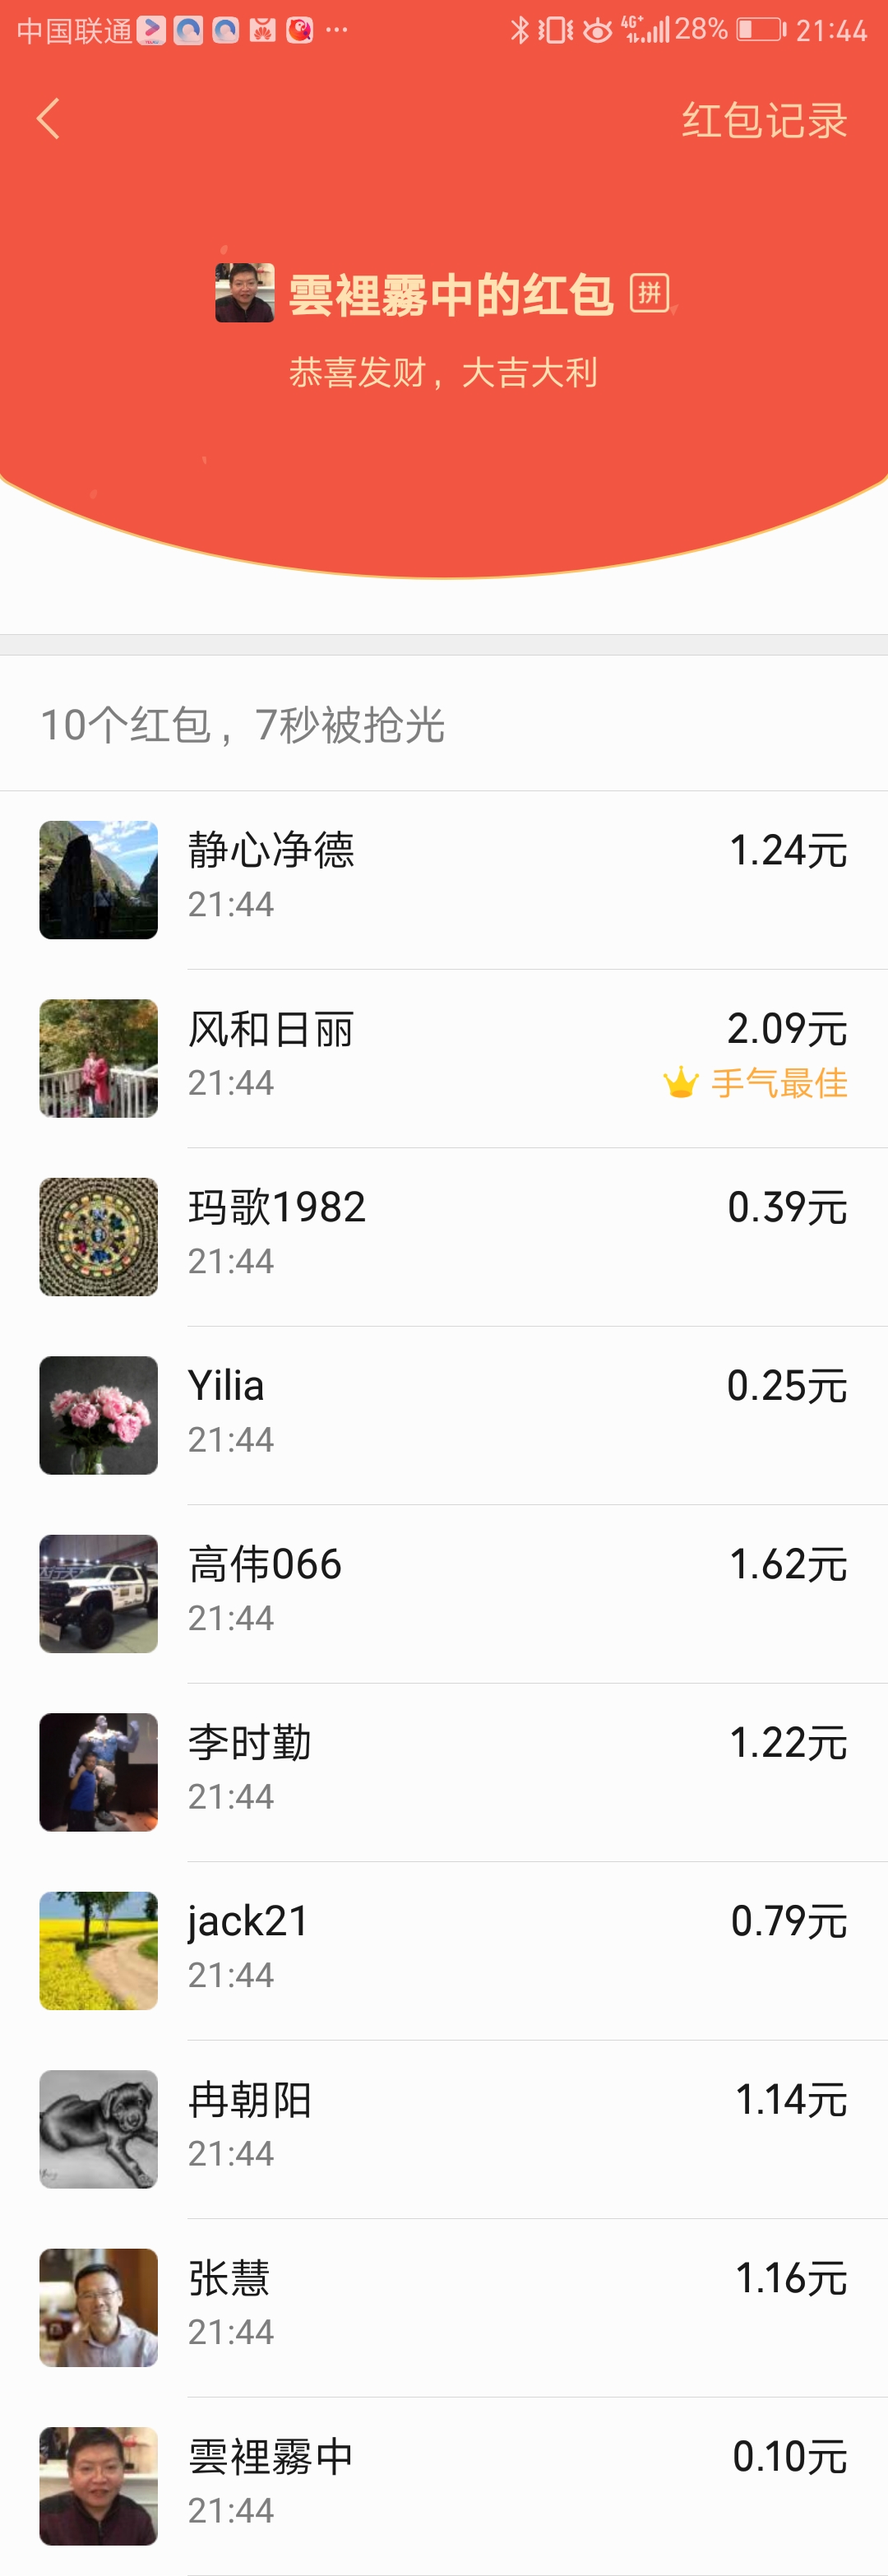 中国联通 ··· 4G+ 28% 21:44
红包记录
雲裡霧中的红包 拼
恭喜发财，大吉大利
10个红包，7秒被抢光
静心净德 1.24元
21:44
风和日丽 2.09元
21:44 手气最佳
玛歌1982 0.39元
21:44
Yilia 0.25元
21:44
高伟066 1.62元
21:44
李时勤 1.22元
21:44
jack21 0.79元
21:44
冉朝阳 1.14元
21:44
张慧 1.16元
21:44
雲裡霧中 0.10元
21:44